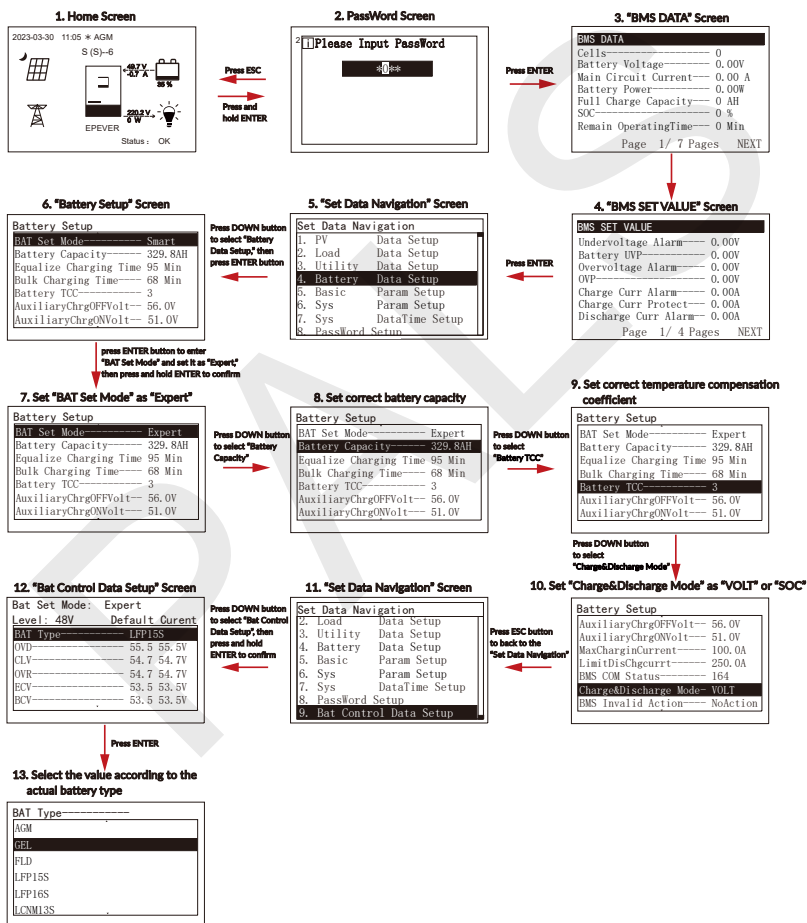 1. Home Screen
2023-03-30 11:05 ∗ AGM
S (S)--6
49.7 V
-0.7 A
35 %
220.2 V
0 W
EPEVER
Status : OK
Press ESC
Press and
hold ENTER
2. PassWord Screen
2 i Please Input PassWord
*0**
Press ENTER
3. “BMS DATA” Screen
BMS DATA
Cells----------------- 0
Battery Voltage------- 0.00V
Main Circuit Current--- 0.00 A
Battery Power--------- 0.00W
Full Charge Capacity--- 0 AH
SOC------------------ 0 %
Remain OperatingTime--- 0 Min
Page 1/ 7 Pages NEXT
6. “Battery Setup” Screen
Battery Setup
BAT Set Mode---------- Smart
Battery Capacity------ 329.8AH
Equalize Charging Time 95 Min
Bulk Charging Time---- 68 Min
Battery TCC---------- 3
AuxiliaryChrgOFFVolt-- 56.0V
AuxiliaryChrgONVolt--- 51.0V
Press DOWN button
to select “Battery
Data Setup,” then
press ENTER button
5. “Set Data Navigation” Screen
Set Data Navigation
1. PV Data Setup
2. Load Data Setup
3. Utility Data Setup
4. Battery Data Setup
5. Basic Param Setup
6. Sys Param Setup
7. Sys DataTime Setup
8. PassWord Setup
Press ENTER
4. “BMS SET VALUE” Screen
BMS SET VALUE
Undervoltage Alarm---- 0.00V
Battery UVP---------- 0.00V
Overvoltage Alarm----- 0.00V
OVP------------------ 0.00V
Charge Curr Alarm----- 0.00A
Charge Curr Protect--- 0.00A
Discharge Curr Alarm-- 0.00A
Page 1/ 4 Pages NEXT
press ENTER button to enter
“BAT Set Mode” and set it as “Expert,”
then press and hold ENTER to confirm
7. Set “BAT Set Mode” as “Expert”
Battery Setup
BAT Set Mode---------- Expert
Battery Capacity------ 329.8AH
Equalize Charging Time 95 Min
Bulk Charging Time---- 68 Min
Battery TCC---------- 3
AuxiliaryChrgOFFVolt-- 56.0V
AuxiliaryChrgONVolt--- 51.0V
Press DOWN button
to select “Battery
Capacity”
8. Set correct battery capacity
Battery Setup
BAT Set Mode---------- Expert
Battery Capacity------ 329.8AH
Equalize Charging Time 95 Min
Bulk Charging Time---- 68 Min
Battery TCC---------- 3
AuxiliaryChrgOFFVolt-- 56.0V
AuxiliaryChrgONVolt--- 51.0V
Press DOWN button
to select
“Battery TCC”
9. Set correct temperature compensation
coefficient
Battery Setup
BAT Set Mode---------- Expert
Battery Capacity------ 329.8AH
Equalize Charging Time 95 Min
Bulk Charging Time---- 68 Min
Battery TCC---------- 3
AuxiliaryChrgOFFVolt-- 56.0V
AuxiliaryChrgONVolt--- 51.0V
Press DOWN button
to select
“Charge&Discharge Mode”
12. “Bat Control Data Setup” Screen
Bat Set Mode: Expert
Level: 48V Default Curent
BAT Type---------- LFP15S
OVD---------------- 55.5 55.5V
CLV---------------- 54.7 54.7V
OVR---------------- 54.7 54.7V
ECV---------------- 53.5 53.5V
BCV---------------- 53.5 53.5V
Press DOWN button
to select “Bat Control
Data Setup”, then
press and hold
ENTER to confirm
11. “Set Data Navigation” Screen
Set Data Navigation
2. Load Data Setup
3. Utility Data Setup
4. Battery Data Setup
5. Basic Param Setup
6. Sys Param Setup
7. Sys DataTime Setup
8. PassWord Setup
9. Bat Control Data Setup
Press ESC button
to back to the
“Set Data Navigation”
10. Set “Charge&Discharge Mode” as “VOLT” or “SOC”
Battery Setup
AuxiliaryChrgOFFVolt-- 56.0V
AuxiliaryChrgONVolt--- 51.0V
MaxCharginCurrent----- 100.0A
LimitDisChgcurrt------ 250.0A
BMS COM Status-------- 164
Charge&Discharge Mode- VOLT
BMS Invalid Action---- NoAction
Press ENTER
13. Select the value according to the
actual battery type
BAT Type-----------
AGM
GEL
FLD
LFP15S
LFP16S
LCNM13S
PALS